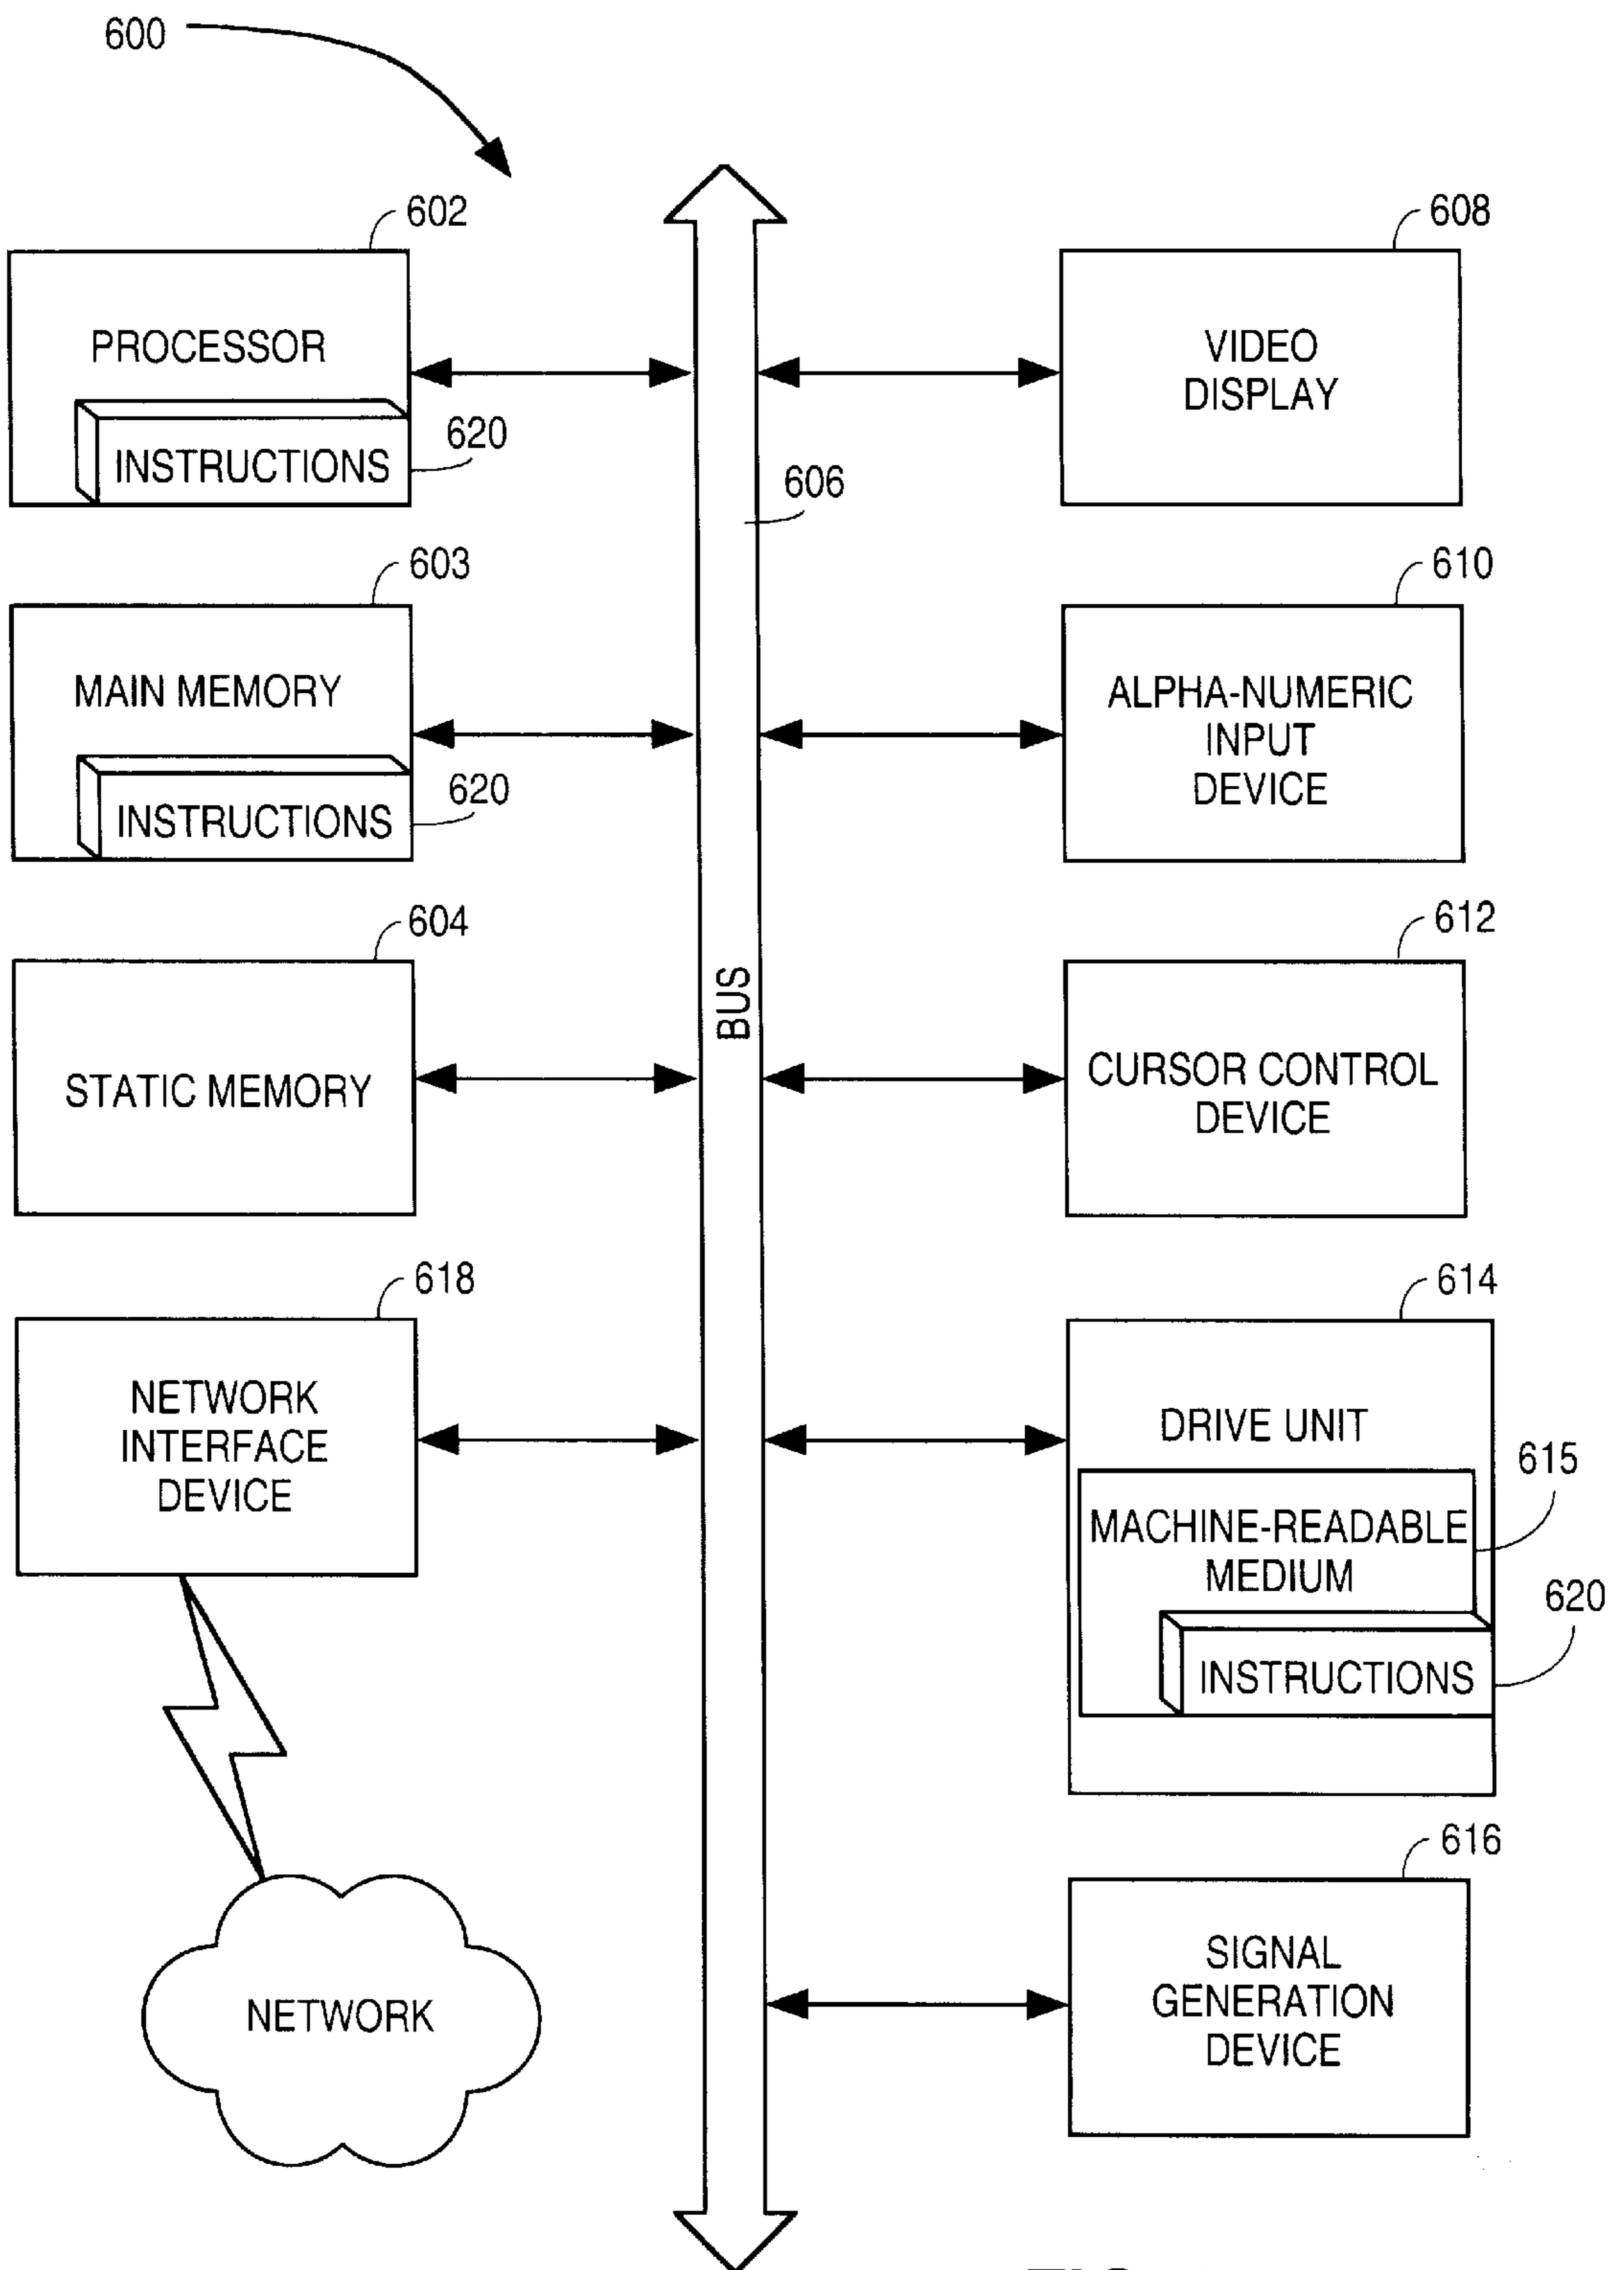 600
602
PROCESSOR
620
INSTRUCTIONS
603
MAIN MEMORY
620
INSTRUCTIONS
604
STATIC MEMORY
618
NETWORK
INTERFACE
DEVICE
NETWORK
606
BUS
608
VIDEO
DISPLAY
610
ALPHA-NUMERIC
INPUT
DEVICE
612
CURSOR CONTROL
DEVICE
614
DRIVE UNIT
615
MACHINE-READABLE
MEDIUM
620
INSTRUCTIONS
616
SIGNAL
GENERATION
DEVICE